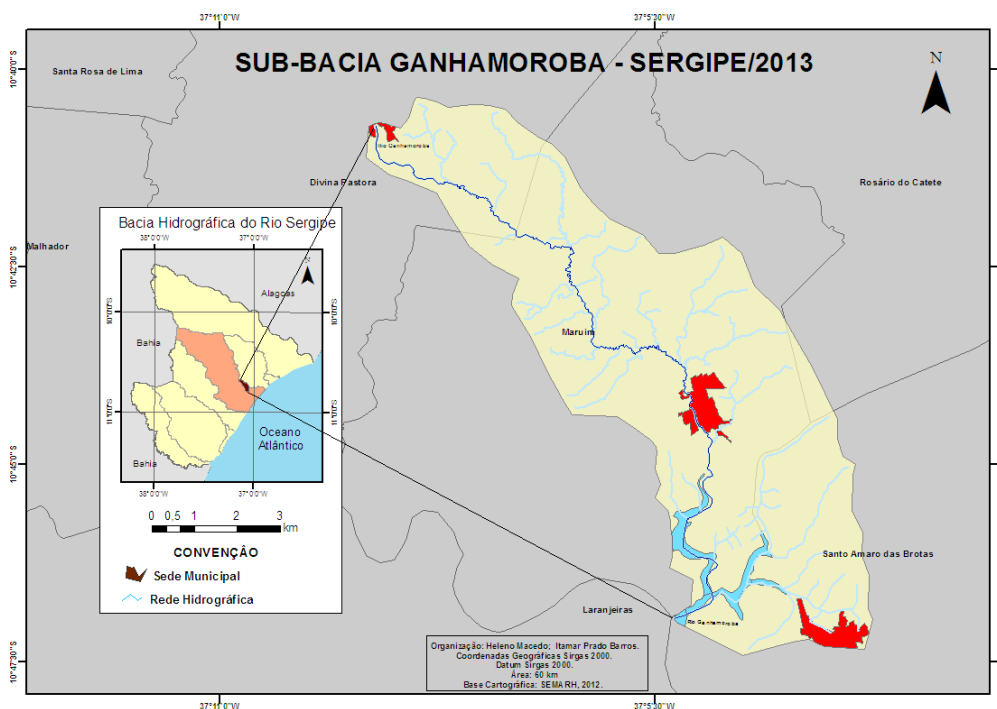 37°11'0"W
37°5'30"W
SUB-BACIA GANHAMOROBA - SERGIPE/2013
N
10°40'0"S
Santa Rosa de Lima
Rio Ganhamoroba
Divina Pastora
Rosário do Catete
Bacia Hidrográfica do Rio Sergipe
38°0'0"W
37°0'0"W
Malhador
10°42'30"S
N
Alagoas
10°0'0"S
10°0'0"S
Bahia
Maruim
11°0'0"S
11°0'0"S
Oceano
Atlântico
Bahia
10°45'0"S
38°0'0"W
37°0'0"W
0 0,5 1 2 3
km
CONVENÇÃO
Sede Municipal
Rede Hidrográfica
Santo Amaro das Brotas
Laranjeiras
Rio Ganhamoroba
Organização: Heleno Macedo; Itamar Prado Barros.
Coordenadas Geográficas Sirgas 2000.
Datum Sirgas 2000.
Área: 60 km
Base Cartográfica: SEMARH, 2012.
10°47'30"S
37°11'0"W
37°5'30"W